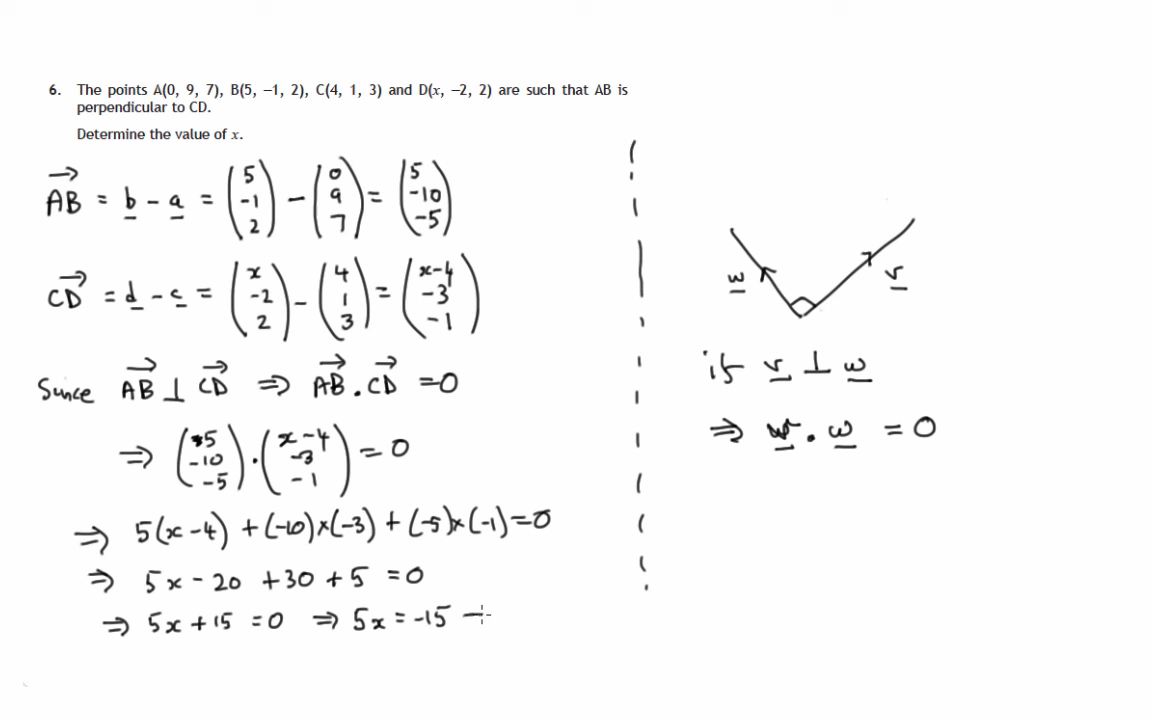 6. The points A(0, 9, 7), B(5, −1, 2), C(4, 1, 3) and D(x, −2, 2) are such that AB is
perpendicular to CD.
Determine the value of x.
→AB = b - a = (5 -1 2) - (0 9 7) = (5 -10 -5)
→CD = d - c = (x -2 2) - (4 1 3) = (x-4 -3 -1)
Since →AB ⊥ →CD ⇒ →AB . →CD = 0
⇒ (5 -10 -5) . (x-4 -3 -1) = 0
⇒ 5(x-4) + (-10)×(-3) + (-5)×(-1) = 0
⇒ 5x - 20 + 30 + 5 = 0
⇒ 5x + 15 = 0 ⇒ 5x = -15
w v
if v ⊥ w
⇒ v . w = 0